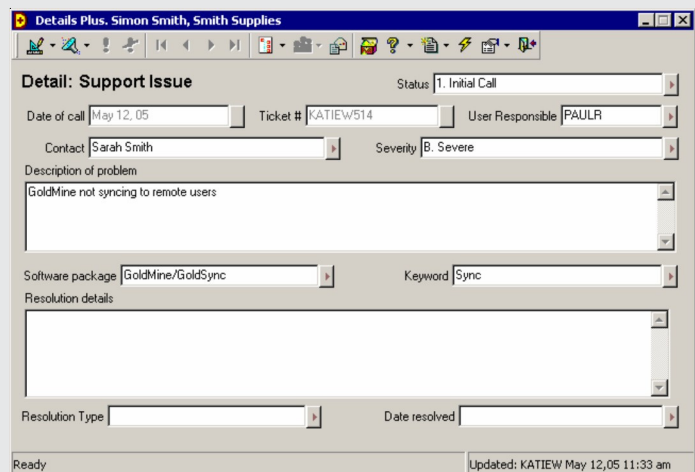 Details Plus. Simon Smith, Smith Supplies
Detail: Support Issue
Status 1. Initial Call
Date of call May 12, 05 Ticket # KATIEW514 User Responsible PAULR
Contact Sarah Smith Severity B. Severe
Description of problem
GoldMine not syncing to remote users
Software package GoldMine/GoldSync Keyword Sync
Resolution details
Resolution Type Date resolved
Ready Updated: KATIEW May 12,05 11:33 am